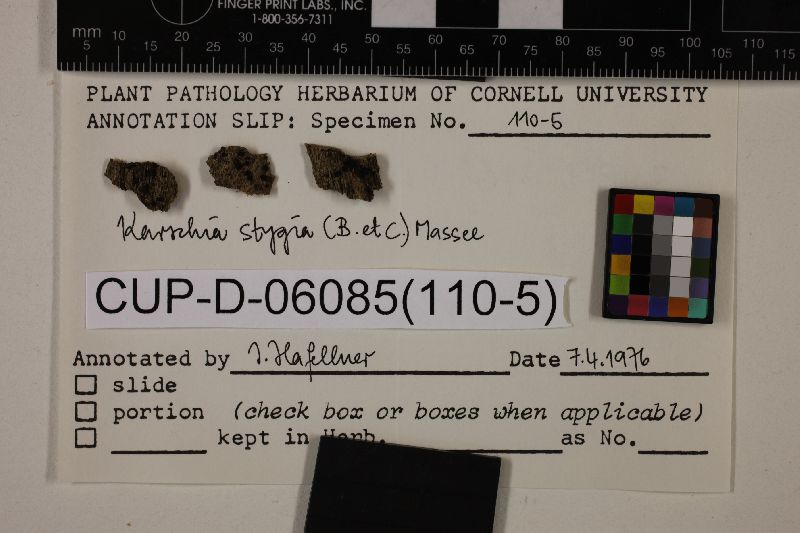 FINGER PRINT LABS., INC.
1-800-356-7311
mm
5 10 15 20 25 30 35 40 45 50 55 60 65 70 75 80 85 90 95 100 105 110 115
PLANT PATHOLOGY HERBARIUM OF CORNELL UNIVERSITY
ANNOTATION SLIP: Specimen No. 110-5
Karschia stygia (B. et C.) Massee
CUP-D-06085(110-5)
Annotated by J. Hafellner Date 7.4.1976
slide
portion (check box or boxes when applicable)
kept in Herb. as No.